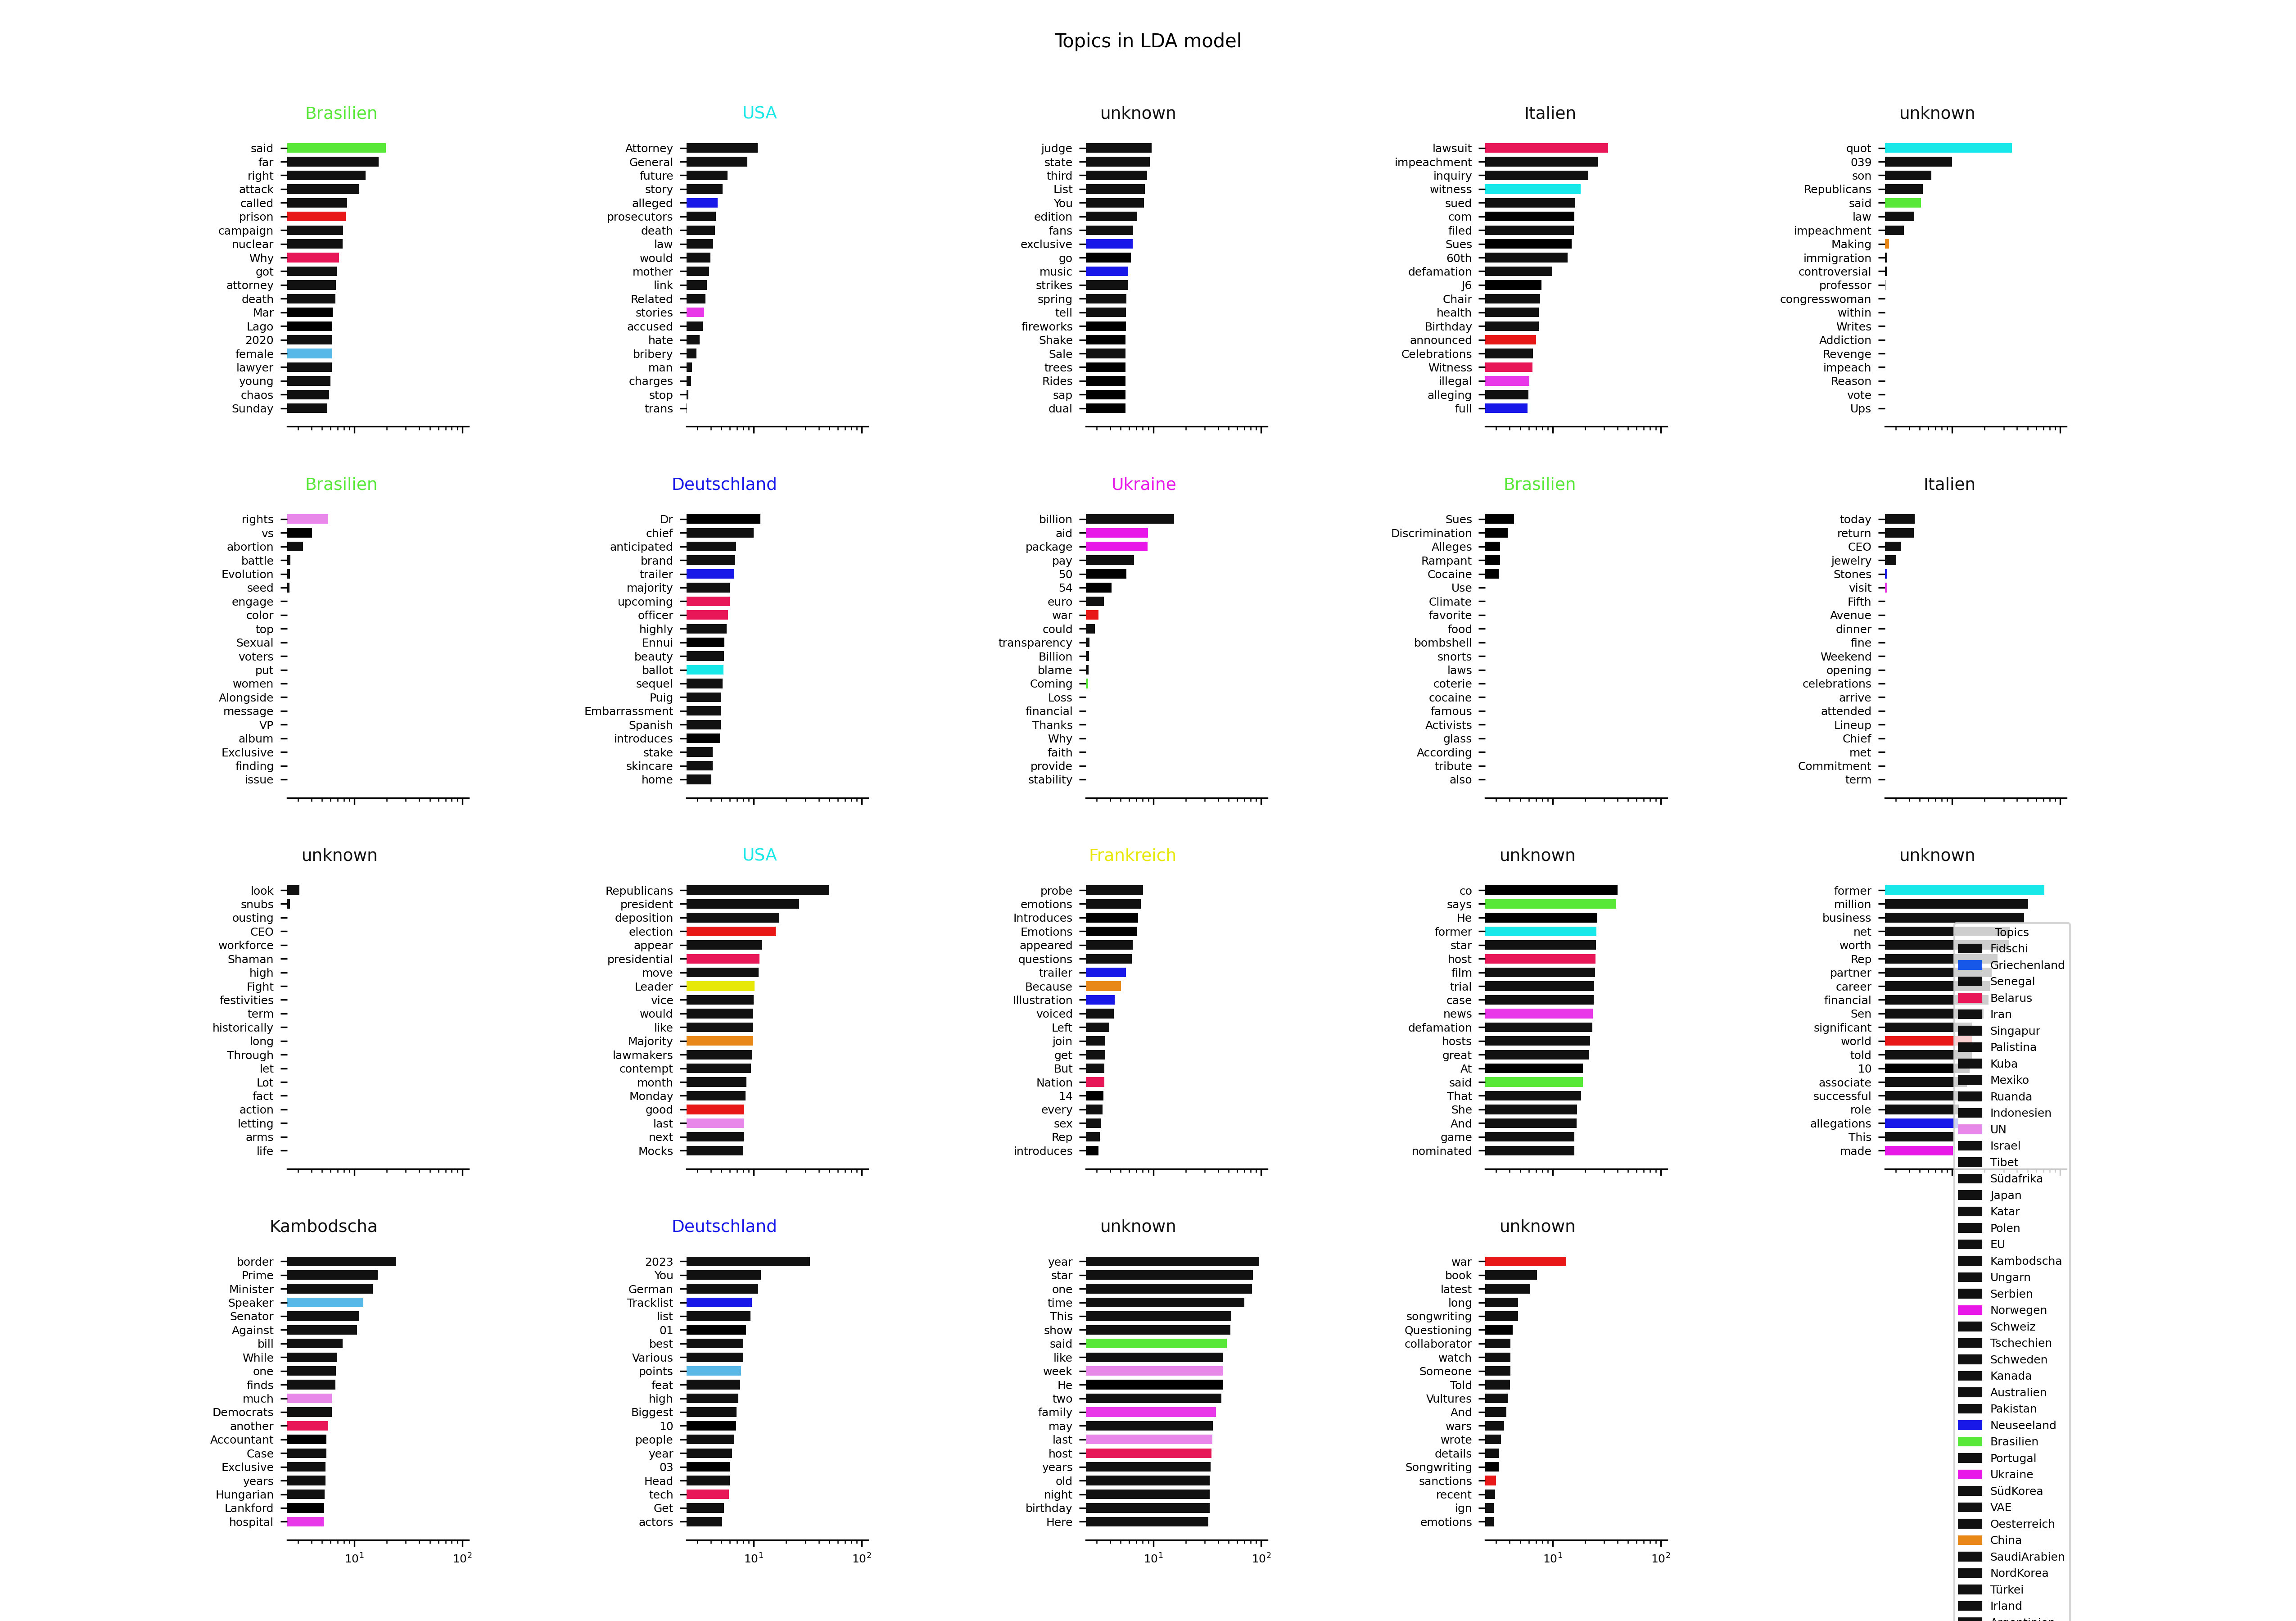 Topics in LDA model
Brasilien
said
far
right
attack
called
prison
campaign
nuclear
Why
got
attorney
death
Mar
Lago
2020
female
lawyer
young
chaos
Sunday
USA
Attorney
General
future
story
alleged
prosecutors
death
law
would
mother
link
Related
stories
accused
hate
bribery
man
charges
stop
trans
unknown
judge
state
third
List
You
edition
fans
exclusive
go
music
strikes
spring
tell
fireworks
Shake
Sale
trees
Rides
sap
dual
Italien
lawsuit
impeachment
inquiry
witness
sued
com
filed
Sues
60th
defamation
J6
Chair
health
Birthday
announced
Celebrations
Witness
illegal
alleging
full
unknown
quot
039
son
Republicans
said
law
impeachment
Making
immigration
controversial
professor
congresswoman
within
Writes
Addiction
Revenge
impeach
Reason
vote
Ups
Brasilien
rights
vs
abortion
battle
Evolution
seed
engage
color
top
Sexual
voters
put
women
Alongside
message
VP
album
Exclusive
finding
issue
Deutschland
Dr
chief
anticipated
brand
trailer
majority
upcoming
officer
highly
Ennui
beauty
ballot
sequel
Puig
Embarrassment
Spanish
introduces
stake
skincare
home
Ukraine
billion
aid
package
pay
50
54
euro
war
could
transparency
Billion
blame
Coming
Loss
financial
Thanks
Why
faith
provide
stability
Brasilien
Sues
Discrimination
Alleges
Rampant
Cocaine
Use
Climate
favorite
food
bombshell
snorts
laws
coterie
cocaine
famous
Activists
glass
According
tribute
also
Italien
today
return
CEO
jewelry
Stones
visit
Fifth
Avenue
dinner
fine
Weekend
opening
celebrations
arrive
attended
Lineup
Chief
met
Commitment
term
unknown
look
snubs
ousting
CEO
workforce
Shaman
high
Fight
festivities
term
historically
long
Through
let
Lot
fact
action
letting
arms
life
USA
Republicans
president
deposition
election
appear
presidential
move
Leader
vice
would
like
Majority
lawmakers
contempt
month
Monday
good
last
next
Mocks
Frankreich
probe
emotions
Introduces
Emotions
appeared
questions
trailer
Because
Illustration
voiced
Left
join
get
But
Nation
14
every
sex
Rep
introduces
unknown
co
says
He
former
star
host
film
trial
case
news
defamation
hosts
great
At
said
That
She
And
game
nominated
unknown
former
million
business
net
worth
Rep
partner
career
financial
Sen
significant
world
told
10
associate
successful
role
allegations
This
made
Kambodscha
border
Prime
Minister
Speaker
Senator
Against
bill
While
one
finds
much
Democrats
another
Accountant
Case
Exclusive
years
Hungarian
Lankford
hospital
10^1 10^2
Deutschland
2023
You
German
Tracklist
list
01
best
Various
points
feat
high
Biggest
10
people
year
03
Head
tech
Get
actors
10^1 10^2
unknown
year
star
one
time
This
show
said
like
week
He
two
family
may
last
host
years
old
night
birthday
Here
10^1 10^2
unknown
war
book
latest
long
songwriting
Questioning
collaborator
watch
Someone
Told
Vultures
And
wars
wrote
details
Songwriting
sanctions
recent
ign
emotions
10^1 10^2
Topics
Fidschi
Griechenland
Senegal
Belarus
Iran
Singapur
Palistina
Kuba
Mexiko
Ruanda
Indonesien
UN
Israel
Tibet
Südafrika
Japan
Katar
Polen
EU
Kambodscha
Ungarn
Serbien
Norwegen
Schweiz
Tschechien
Schweden
Kanada
Australien
Pakistan
Neuseeland
Brasilien
Portugal
Ukraine
SüdKorea
VAE
Oesterreich
China
SaudiArabien
NordKorea
Türkei
Irland